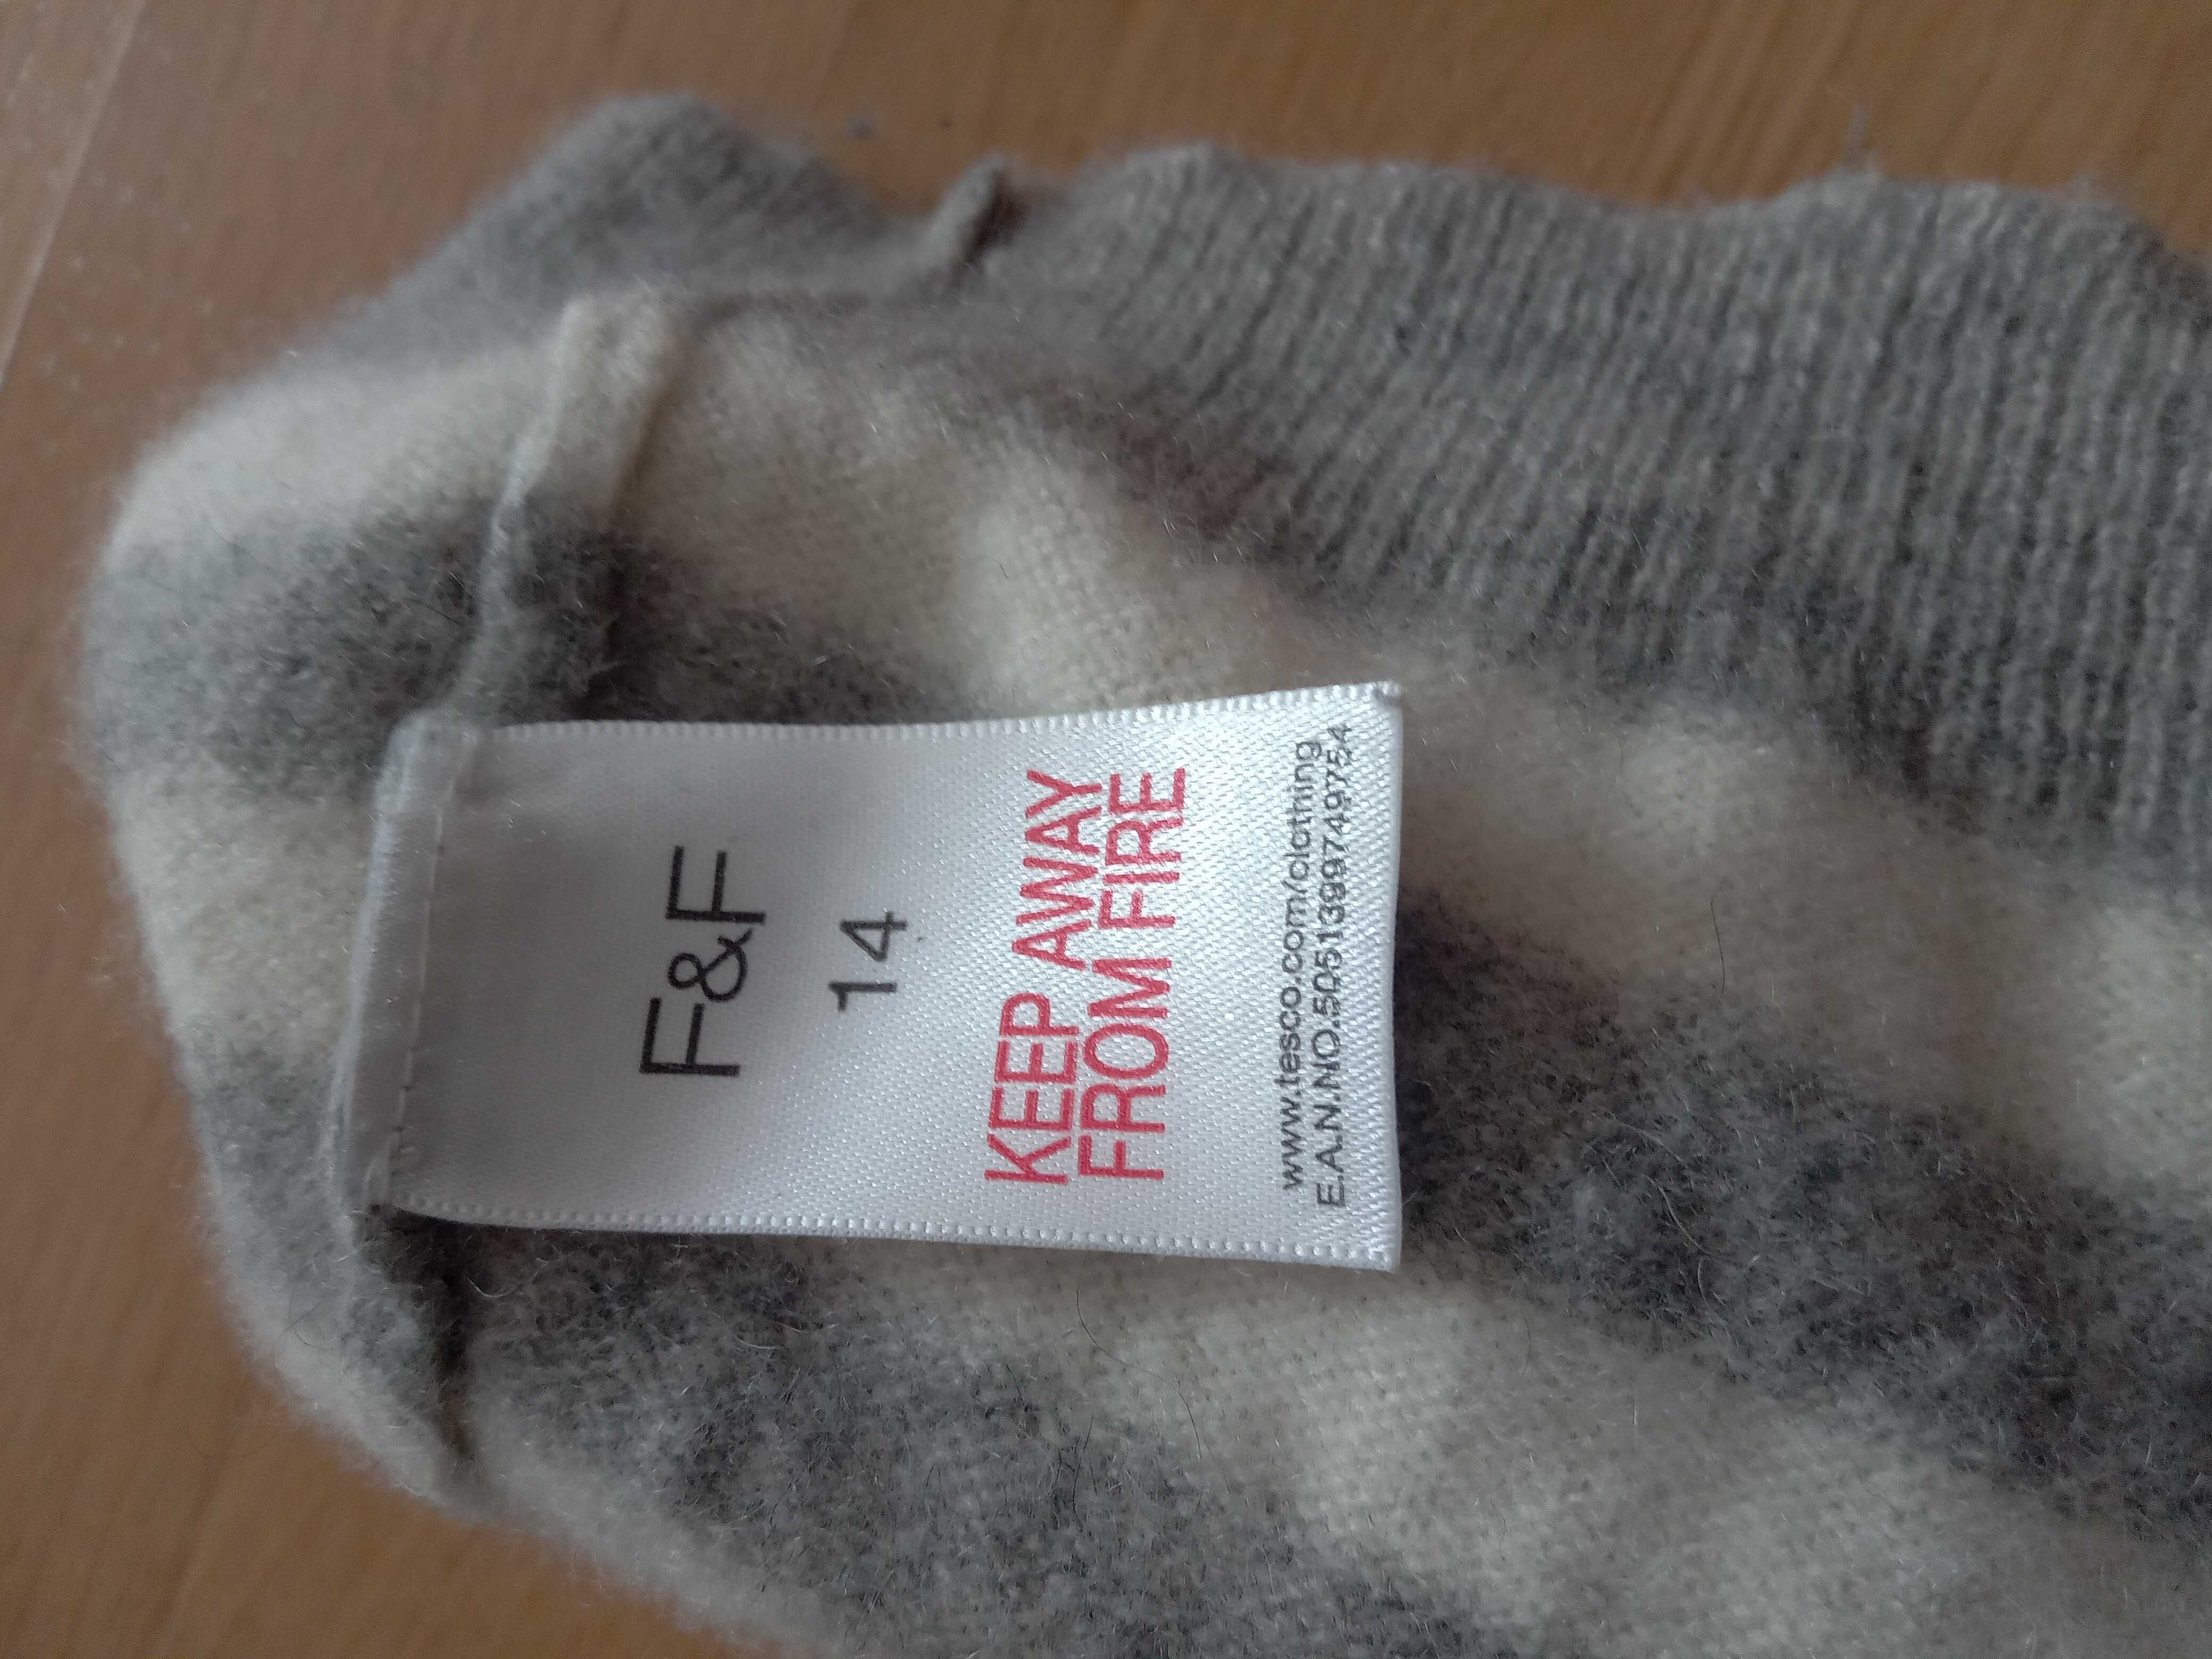 F&F
14
KEEP AWAY
FROM FIRE
www.tesco.com/clothing
E.A.N.NO.5051399749754